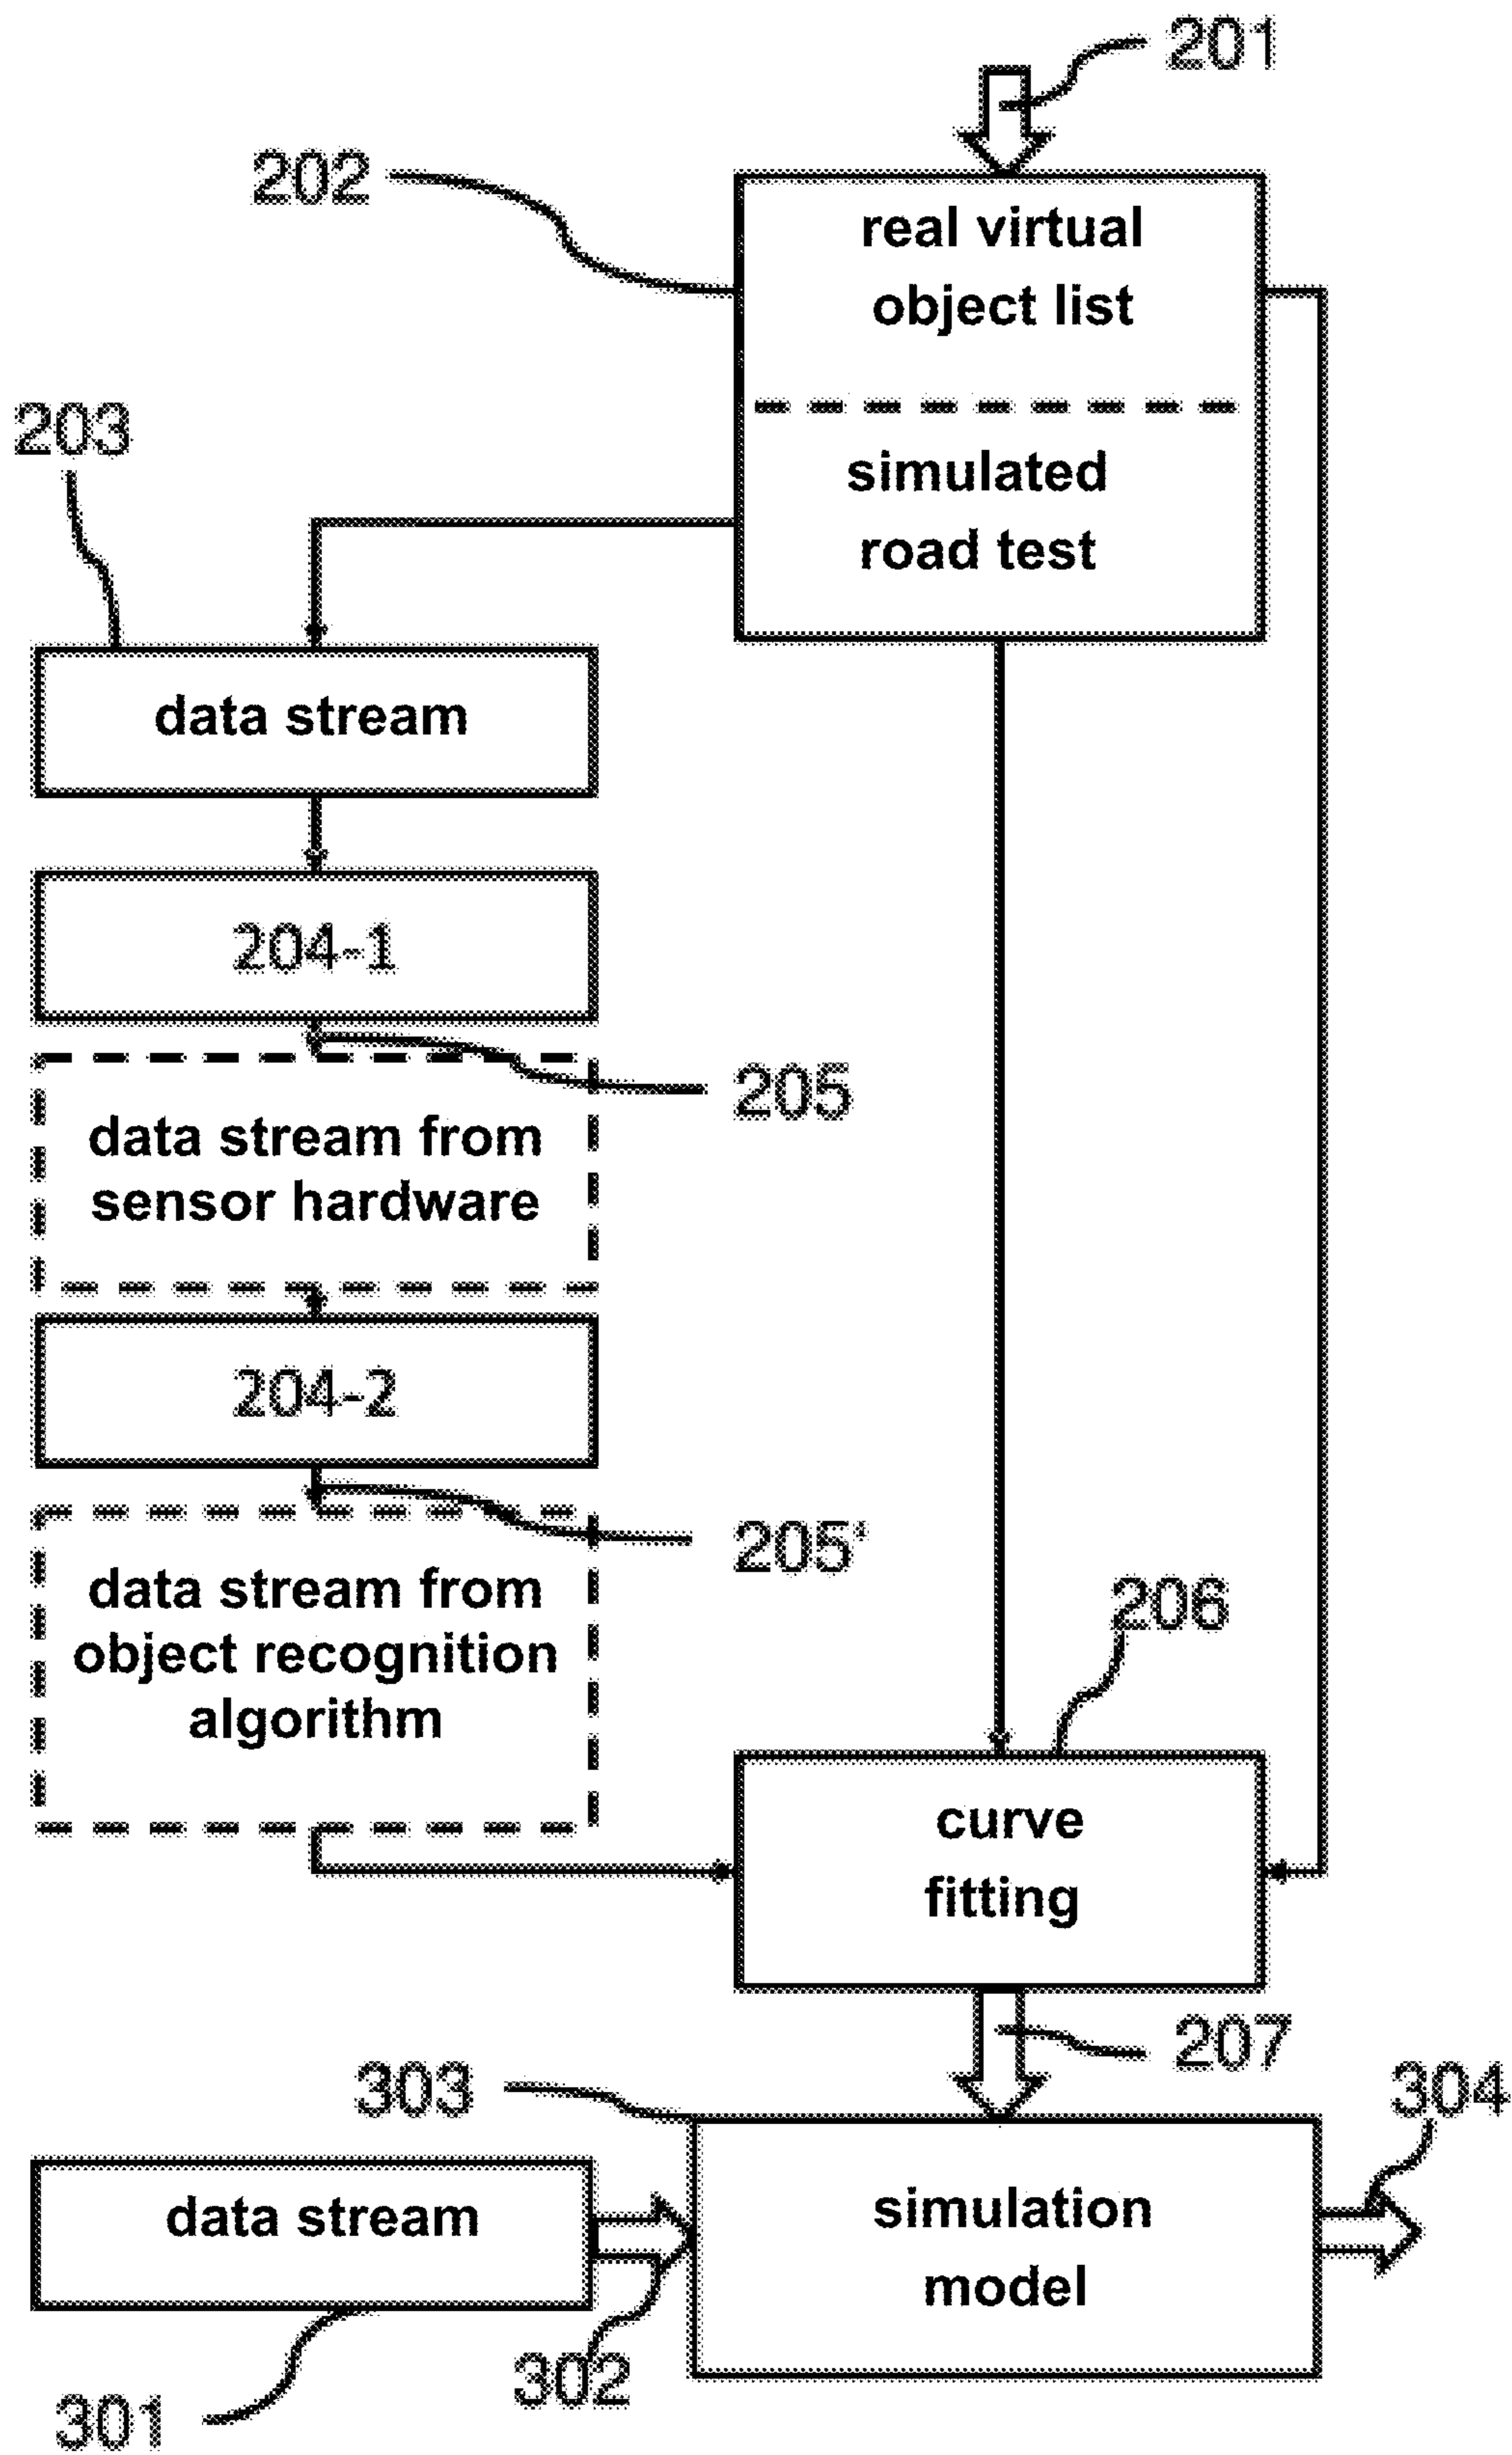 201
202
real virtual
object list
203
simulated
road test
data stream
204-1
205
data stream from
sensor hardware
204-2
205'
data stream from
object recognition
algorithm
206
curve
fitting
207
303
304
data stream
simulation
model
302
301